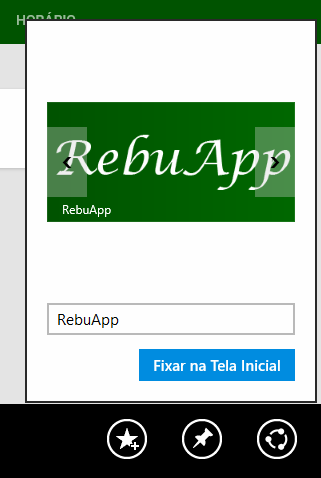 HORÁRIO
RebuApp
RebuApp
RebuApp
Fixar na Tela Inicial